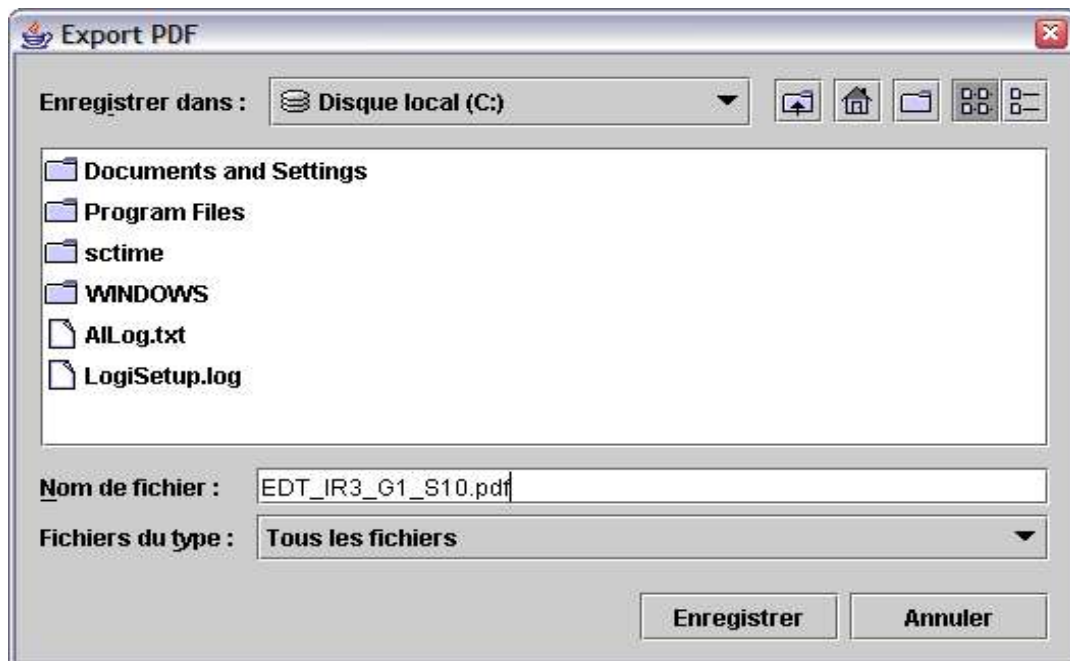 Export PDF
Enregistrer dans : Disque local (C:)
Documents and Settings
Program Files
sctime
WINDOWS
AILog.txt
LogiSetup.log
Nom de fichier : EDT_IR3_G1_S10.pdf
Fichiers du type : Tous les fichiers
Enregistrer Annuler